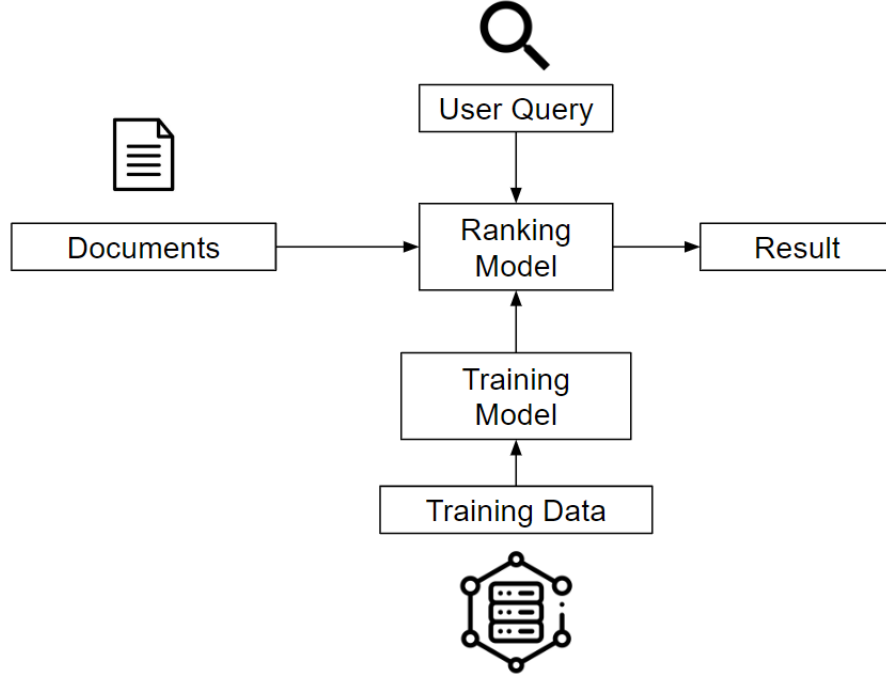 User Query
Documents
Ranking
Model
Result
Training
Model
Training Data